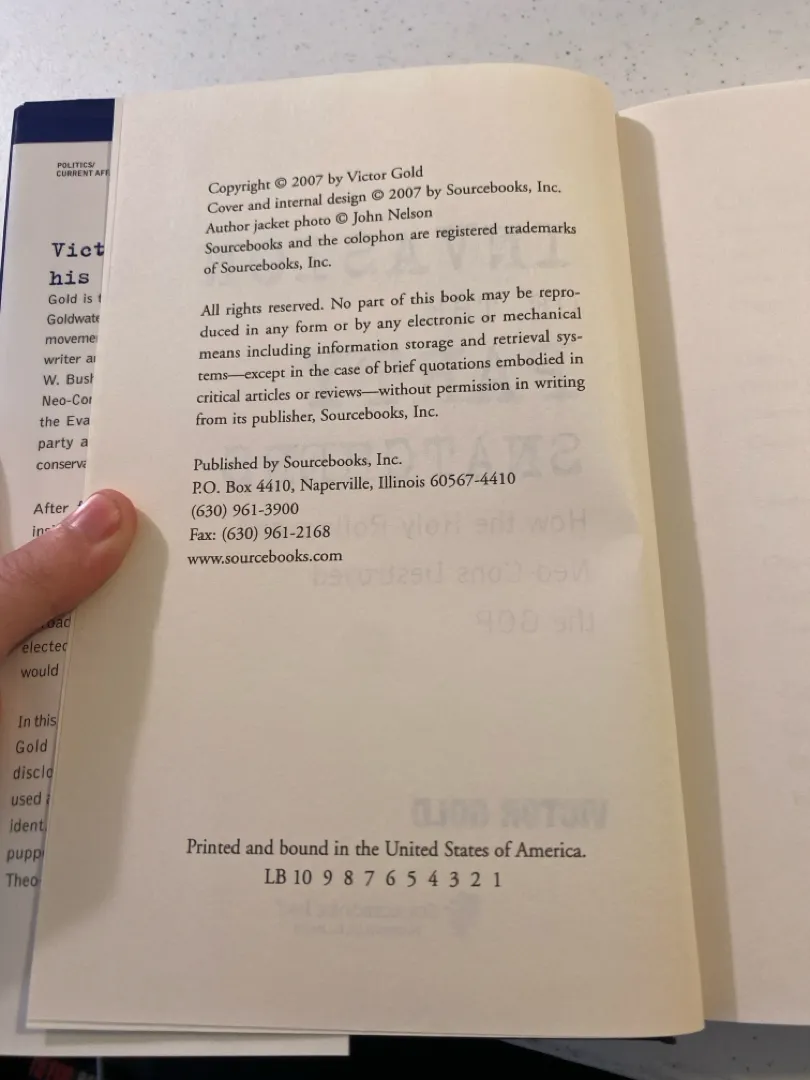 POLITICS/
CURRENT AFF
Vict
his
Gold is
Goldwate
moveme
writer a
W. Bush
Neo-Co
the Eva
party a
conserva
After
elected
would
In this
Gold
disclo
used
ident
pupp
Theo
Copyright © 2007 by Victor Gold
Cover and internal design © 2007 by Sourcebooks, Inc.
Author jacket photo © John Nelson
Sourcebooks and the colophon are registered trademarks
of Sourcebooks, Inc.
All rights reserved. No part of this book may be repro-
duced in any form or by any electronic or mechanical
means including information storage and retrieval sys-
tems—except in the case of brief quotations embodied in
critical articles or reviews—without permission in writing
from its publisher, Sourcebooks, Inc.
Published by Sourcebooks, Inc.
P.O. Box 4410, Naperville, Illinois 60567-4410
(630) 961-3900
Fax: (630) 961-2168
www.sourcebooks.com
Printed and bound in the United States of America.
LB 10 9 8 7 6 5 4 3 2 1